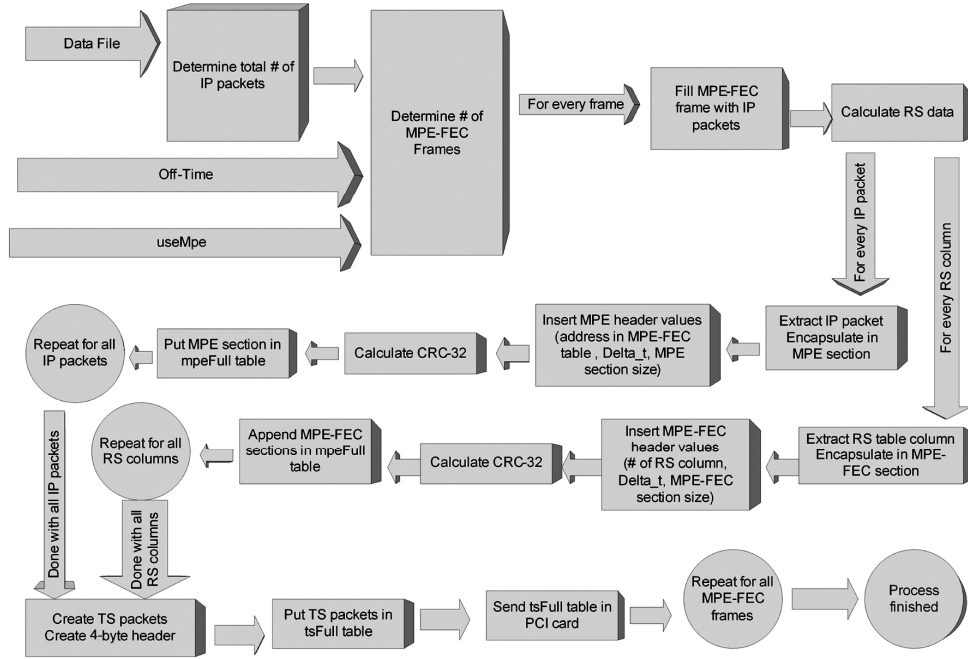 Data File
Determine total # of
IP packets
Off-Time
useMpe
Determine # of
MPE-FEC
Frames
For every frame
Fill MPE-FEC
frame with IP
packets
Calculate RS data
For every IP packet
For every RS column
Extract IP packet
Encapsulate in
MPE section
Insert MPE header values
(address in MPE-FEC
table , Delta_t, MPE
section size)
Calculate CRC-32
Put MPE section in
mpeFull table
Repeat for all
IP packets
Extract RS table column
Encapsulate in MPE-
FEC section
Insert MPE-FEC
header values
(# of RS column,
Delta_t, MPE-FEC
section size)
Calculate CRC-32
Append MPE-FEC
sections in mpeFull
table
Repeat for all
RS columns
Done with all IP packets
Done with all
RS columns
Create TS packets
Create 4-byte header
Put TS packets in
tsFull table
Send tsFull table in
PCI card
Repeat for all
MPE-FEC
frames
Process
finished